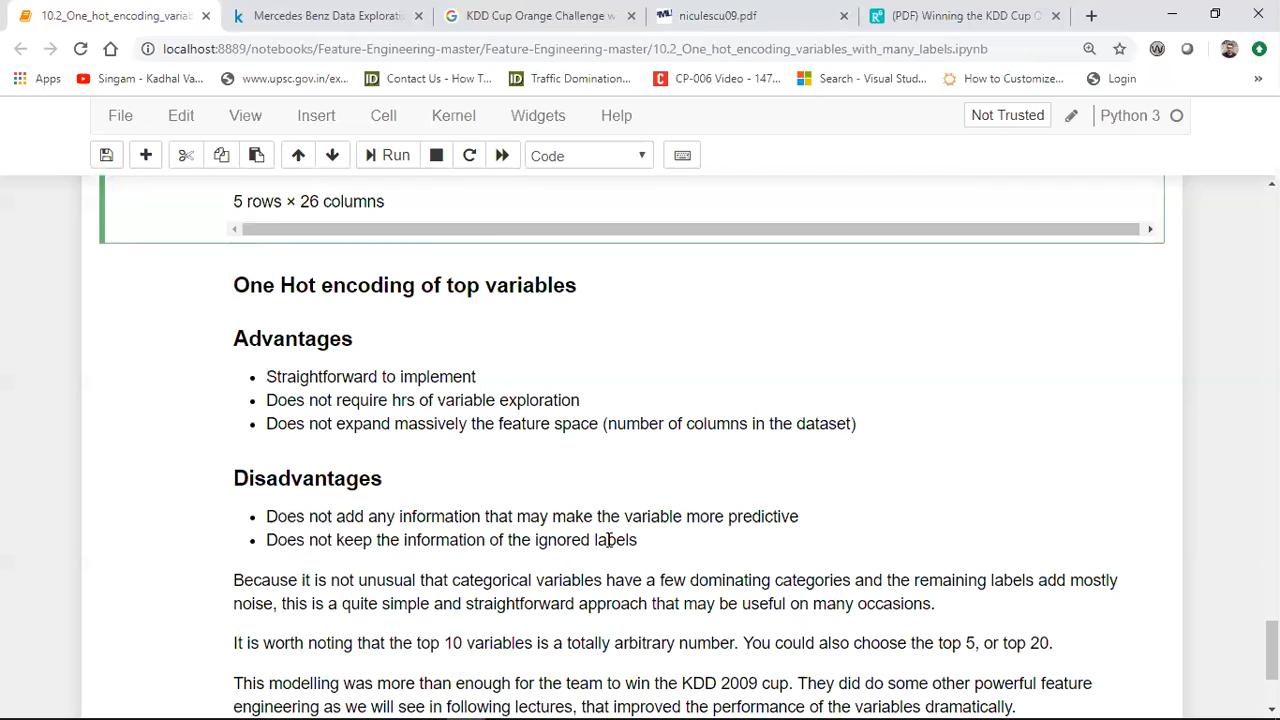 10.2_One_hot_encoding_variab
Mercedes Benz Data Explorati
KDD Cup Orange Challenge w
niculescu09.pdf
(PDF) Winning the KDD Cup O
localhost:8889/notebooks/Feature-Engineering-master/Feature-Engineering-master/10.2_One_hot_encoding_variables_with_many_labels.ipynb
Apps
Singam - Kadhal Va...
www.upsc.gov.in/ex...
Contact Us - How T...
Traffic Domination...
CP-006 Video - 147...
Search - Visual Stud...
How to Customize...
Login
»
File Edit View Insert Cell Kernel Widgets Help
Not Trusted
Python 3
Run
Code
5 rows × 26 columns
One Hot encoding of top variables
Advantages
• Straightforward to implement
• Does not require hrs of variable exploration
• Does not expand massively the feature space (number of columns in the dataset)
Disadvantages
• Does not add any information that may make the variable more predictive
• Does not keep the information of the ignored labels
Because it is not unusual that categorical variables have a few dominating categories and the remaining labels add mostly
noise, this is a quite simple and straightforward approach that may be useful on many occasions.
It is worth noting that the top 10 variables is a totally arbitrary number. You could also choose the top 5, or top 20.
This modelling was more than enough for the team to win the KDD 2009 cup. They did do some other powerful feature
engineering as we will see in following lectures, that improved the performance of the variables dramatically.